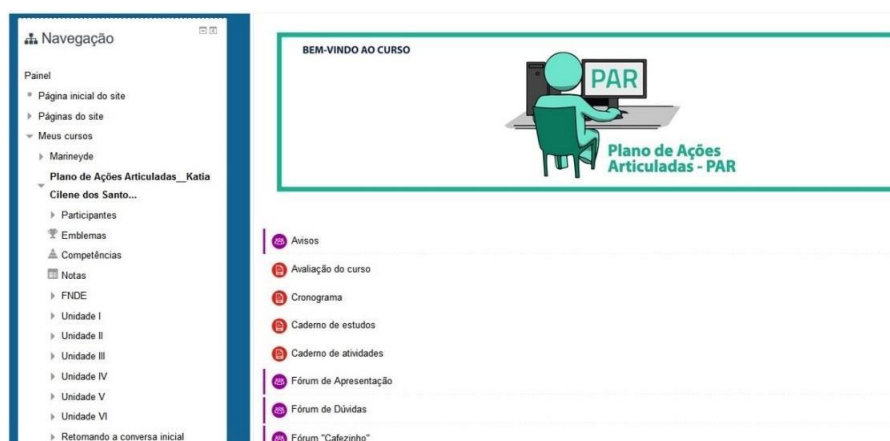 Navegação
Painel
Página inicial do site
Páginas do site
Meus cursos
Marineyde
Plano de Ações Articuladas__Katia
Cilene dos Santo...
Participantes
Emblemas
Competências
Notas
FNDE
Unidade I
Unidade II
Unidade III
Unidade IV
Unidade V
Unidade VI
Retomando a conversa inicial
BEM-VINDO AO CURSO
PAR
Plano de Ações
Articuladas - PAR
Avisos
Avaliação do curso
Cronograma
Caderno de estudos
Caderno de atividades
Fórum de Apresentação
Fórum de Dúvidas
Fórum "Cafezinho"